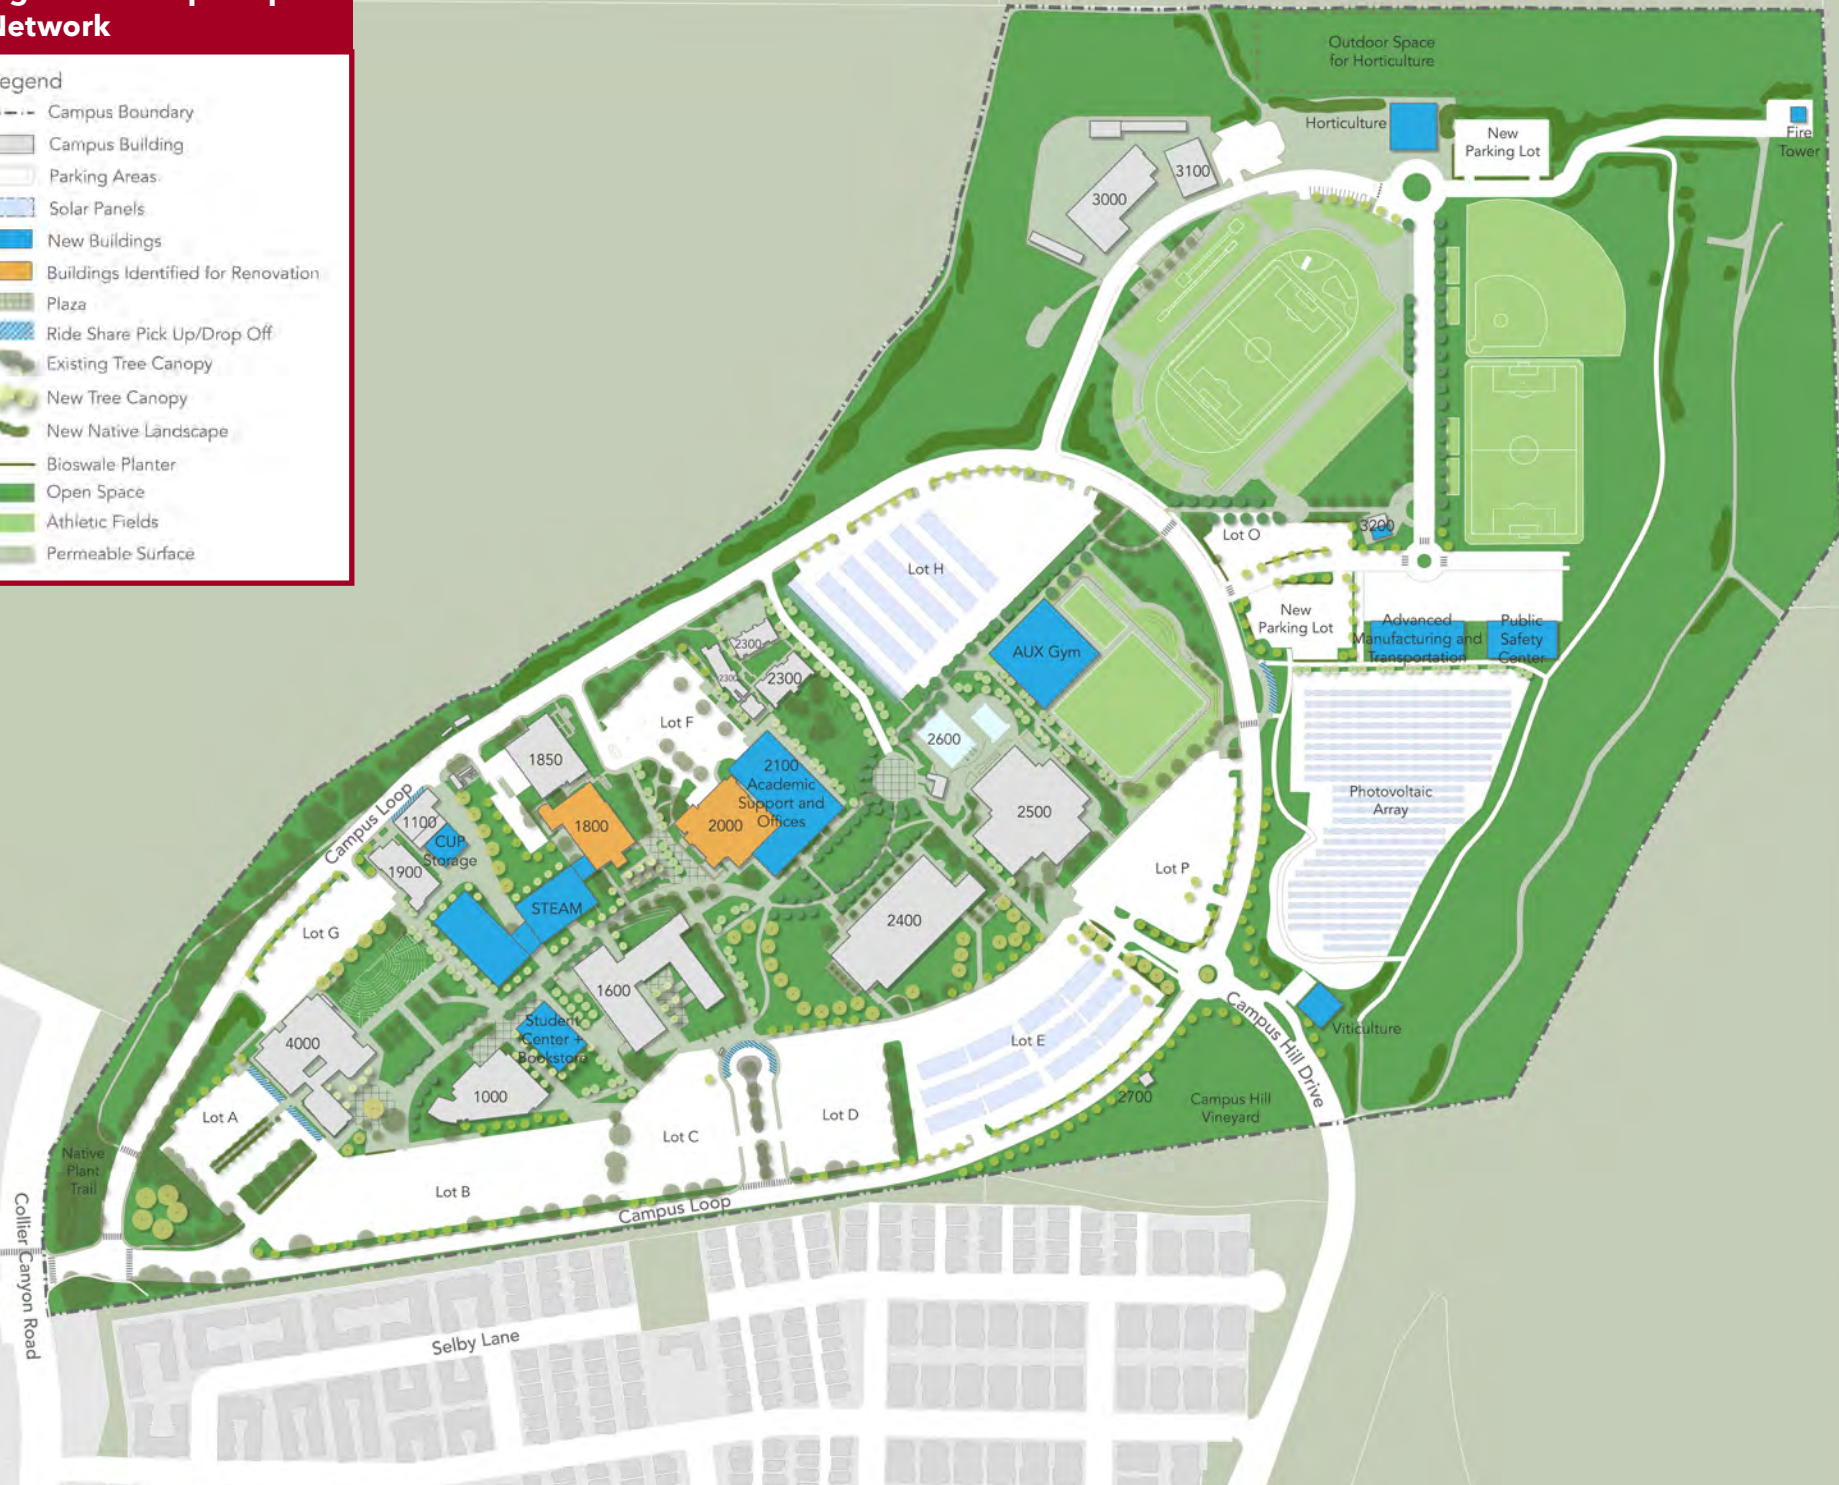 Network
egend
Campus Boundary
Campus Building
Parking Areas
Solar Panels
New Buildings
Buildings Identified for Renovation
Plaza
Ride Share Pick Up/Drop Off
Existing Tree Canopy
New Tree Canopy
New Native Landscape
Bioswale Planter
Open Space
Athletic Fields
Permeable Surface
Outdoor Space
for Horticulture
Horticulture
New
Parking Lot
Fire
Tower
3100
3000
3200
Lot O
Lot H
New
Parking Lot
Advanced
Manufacturing and
Transportation
Public
Safety
Center
AUX Gym
2300
2300
2300
Lot F
2600
1850
2100
Academic
Support and
Offices
Photovoltaic
Array
2500
1800
2000
Campus Loop
1100
CUP
Storage
1900
Lot P
STEAM
2400
Lot G
1600
Campus Hill Drive
Viticulture
Student
Center +
Bookstore
4000
Lot E
1000
2700
Campus Hill
Vineyard
Lot A
Lot D
Lot C
Native
Plant
Trail
Lot B
Campus Loop
Collier Canyon Road
Selby Lane